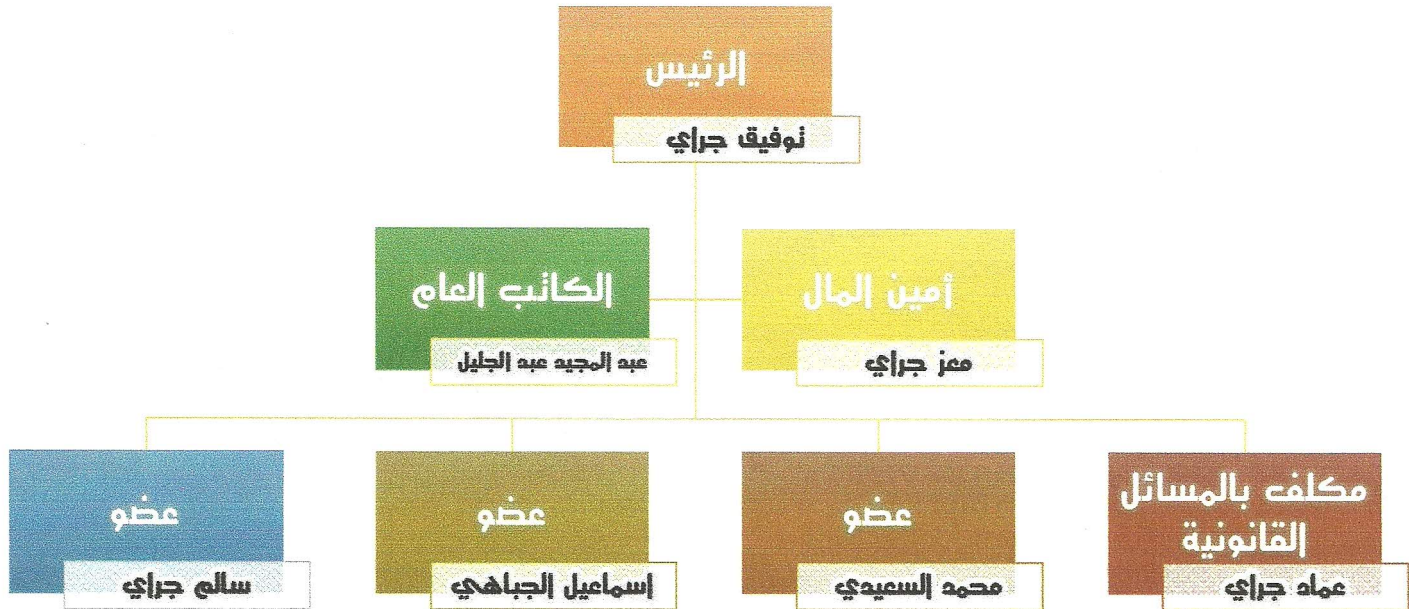 الرئيس
توفيق جراي
أمين المال
معز جراي
الكاتب العام
عبد المجيد عبد الجليل
مكلف بالمسائل
القانونية
عماد جراي
عضو
محمد السعيدي
عضو
إسماعيل الجباهي
عضو
سالم جراي